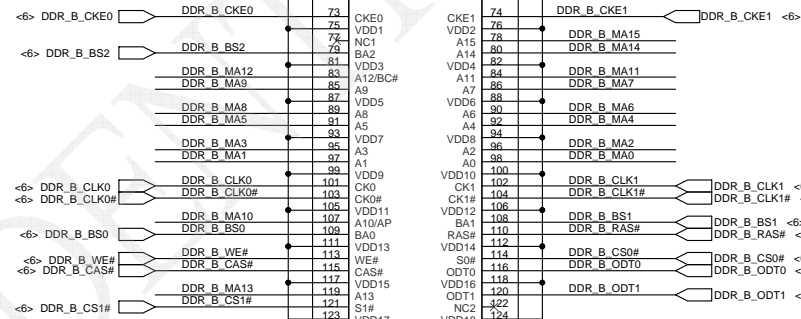 <6> DDR_B_CKE0 DDR_B_CKE0 73 CKE0 CKE1 74 DDR_B_CKE1 DDR_B_CKE1 <6>
75 VDD1 VDD2 76
77 NC1 A15 78 DDR_B_MA15
<6> DDR_B_BS2 DDR_B_BS2 79 BA2 A14 80 DDR_B_MA14
81 VDD3 VDD4 82
DDR_B_MA12 83 A12/BC# A11 84 DDR_B_MA11
DDR_B_MA9 85 A9 A7 86 DDR_B_MA7
87 VDD5 VDD6 88
DDR_B_MA8 89 A8 A6 90 DDR_B_MA6
DDR_B_MA5 91 A5 A4 92 DDR_B_MA4
93 VDD7 VDD8 94
DDR_B_MA3 95 A3 A2 96 DDR_B_MA2
DDR_B_MA1 97 A1 A0 98 DDR_B_MA0
99 VDD9 VDD10 100
<6> DDR_B_CLK0 DDR_B_CLK0 101 CK0 CK1 102 DDR_B_CLK1 DDR_B_CLK1
<6> DDR_B_CLK0# DDR_B_CLK0# 103 CK0# CK1# 104 DDR_B_CLK1# DDR_B_CLK1#
105 VDD11 VDD12 106
DDR_B_MA10 107 A10/AP BA1 108 DDR_B_BS1 DDR_B_BS1 <6
<6> DDR_B_BS0 DDR_B_BS0 109 BA0 RAS# 110 DDR_B_RAS# DDR_B_RAS# <
111 VDD13 VDD14 112
<6> DDR_B_WE# DDR_B_WE# 113 WE# S0# 114 DDR_B_CS0# DDR_B_CS0# <6
<6> DDR_B_CAS# DDR_B_CAS# 115 CAS# ODT0 116 DDR_B_ODT0 DDR_B_ODT0 <
117 VDD15 VDD16 118
DDR_B_MA13 119 A13 ODT1 120 DDR_B_ODT1 DDR_B_ODT1 <
<6> DDR_B_CS1# DDR_B_CS1# 121 S1# NC2 122
123 VDD17 VDD18 124